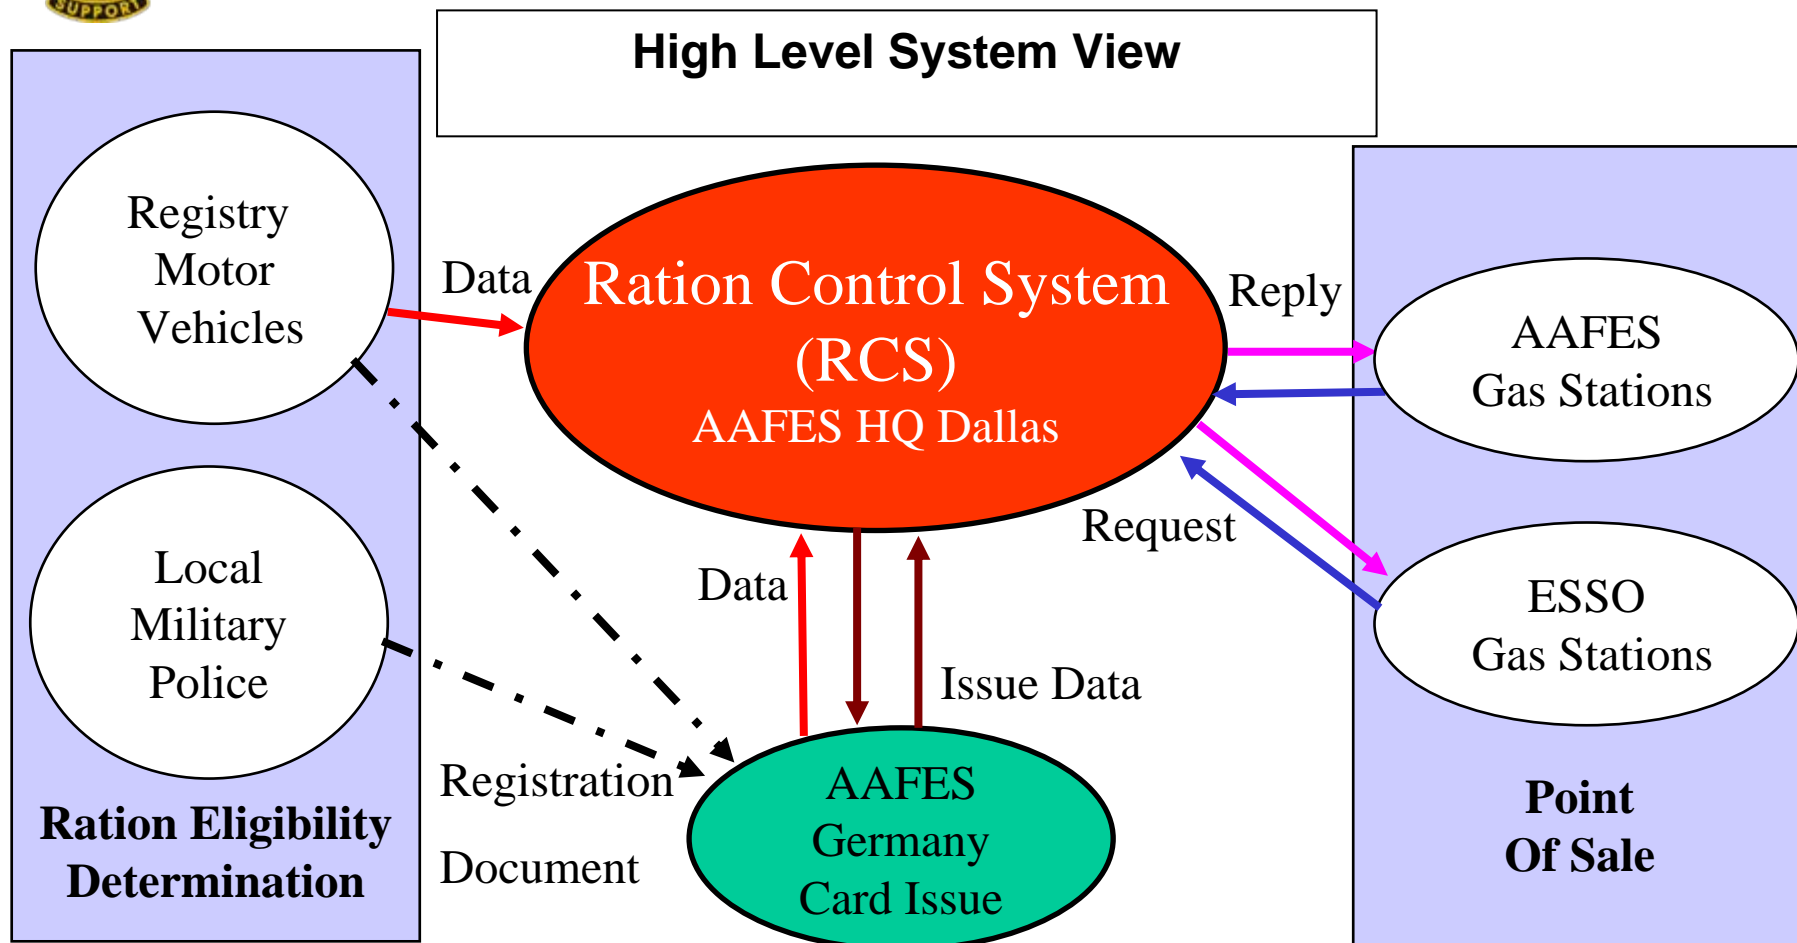 SUPPORT
High Level System View
Registry
Motor
Vehicles
Data
Ration Control System
(RCS)
AAFES HQ Dallas
Reply
AAFES
Gas Stations
Request
Local
Military
Police
Data
ESSO
Gas Stations
Issue Data
Registration
Document
AAFES
Germany
Card Issue
Ration Eligibility
Determination
Point
Of Sale